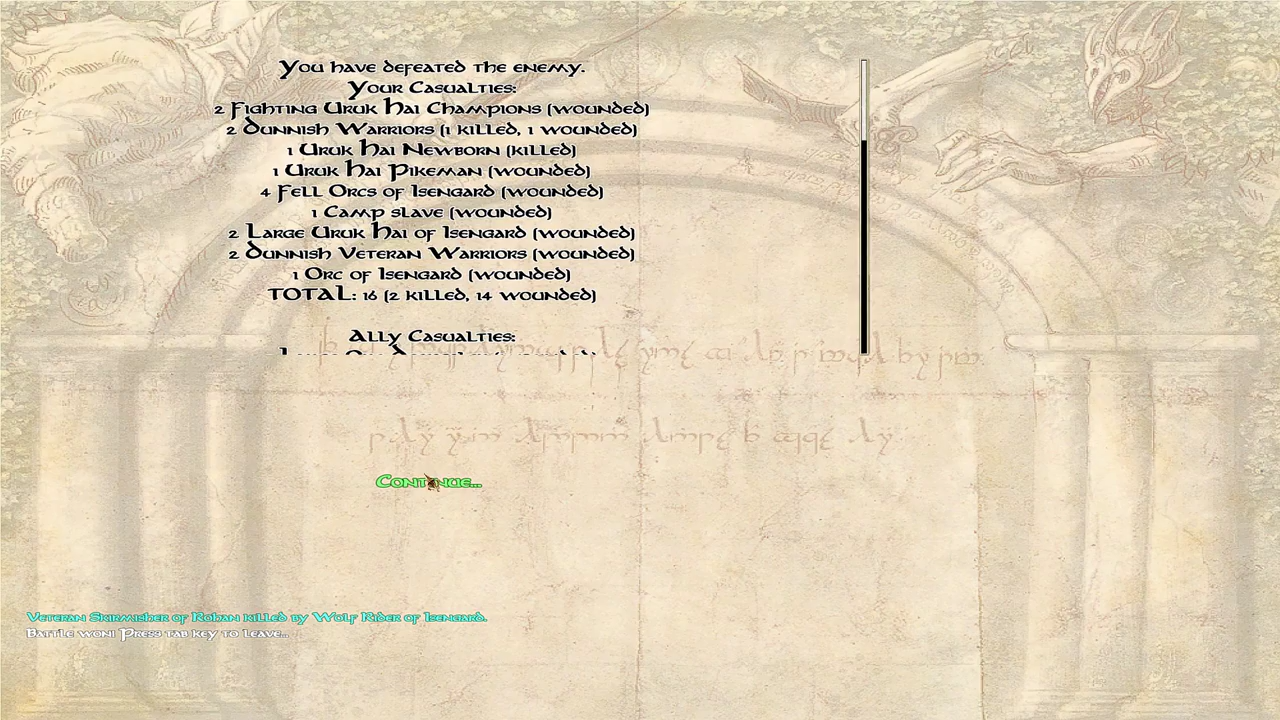 You have defeated the enemy.
Your Casualties:
2 Fighting Uruk Hai Champions (wounded)
2 Dunnish Warriors (1 killed, 1 wounded)
1 Uruk Hai Newborn (killed)
1 Uruk Hai Pikeman (wounded)
4 Fell Orcs of Isengard (wounded)
1 Camp slave (wounded)
2 Large Uruk Hai of Isengard (wounded)
2 Dunnish Veteran Warriors (wounded)
1 Orc of Isengard (wounded)
TOTAL: 16 (2 killed, 14 wounded)
Ally Casualties:
Continue...
Veteran Skirmisher of Rohan killed by Wolf Rider of Isengard.
Battle won! Press tab key to leave...